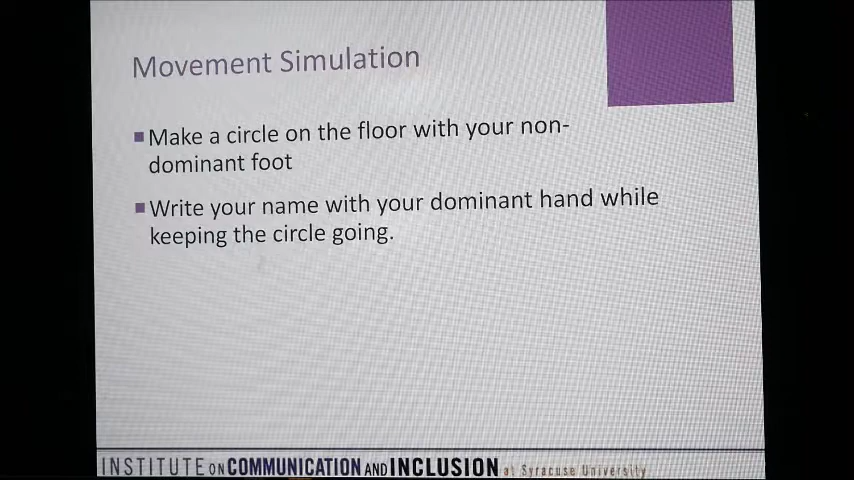 Movement Simulation
Make a circle on the floor with your non-
dominant foot
Write your name with your dominant hand while
keeping the circle going.
INSTITUTE ON COMMUNICATION AND INCLUSION at Syracuse University